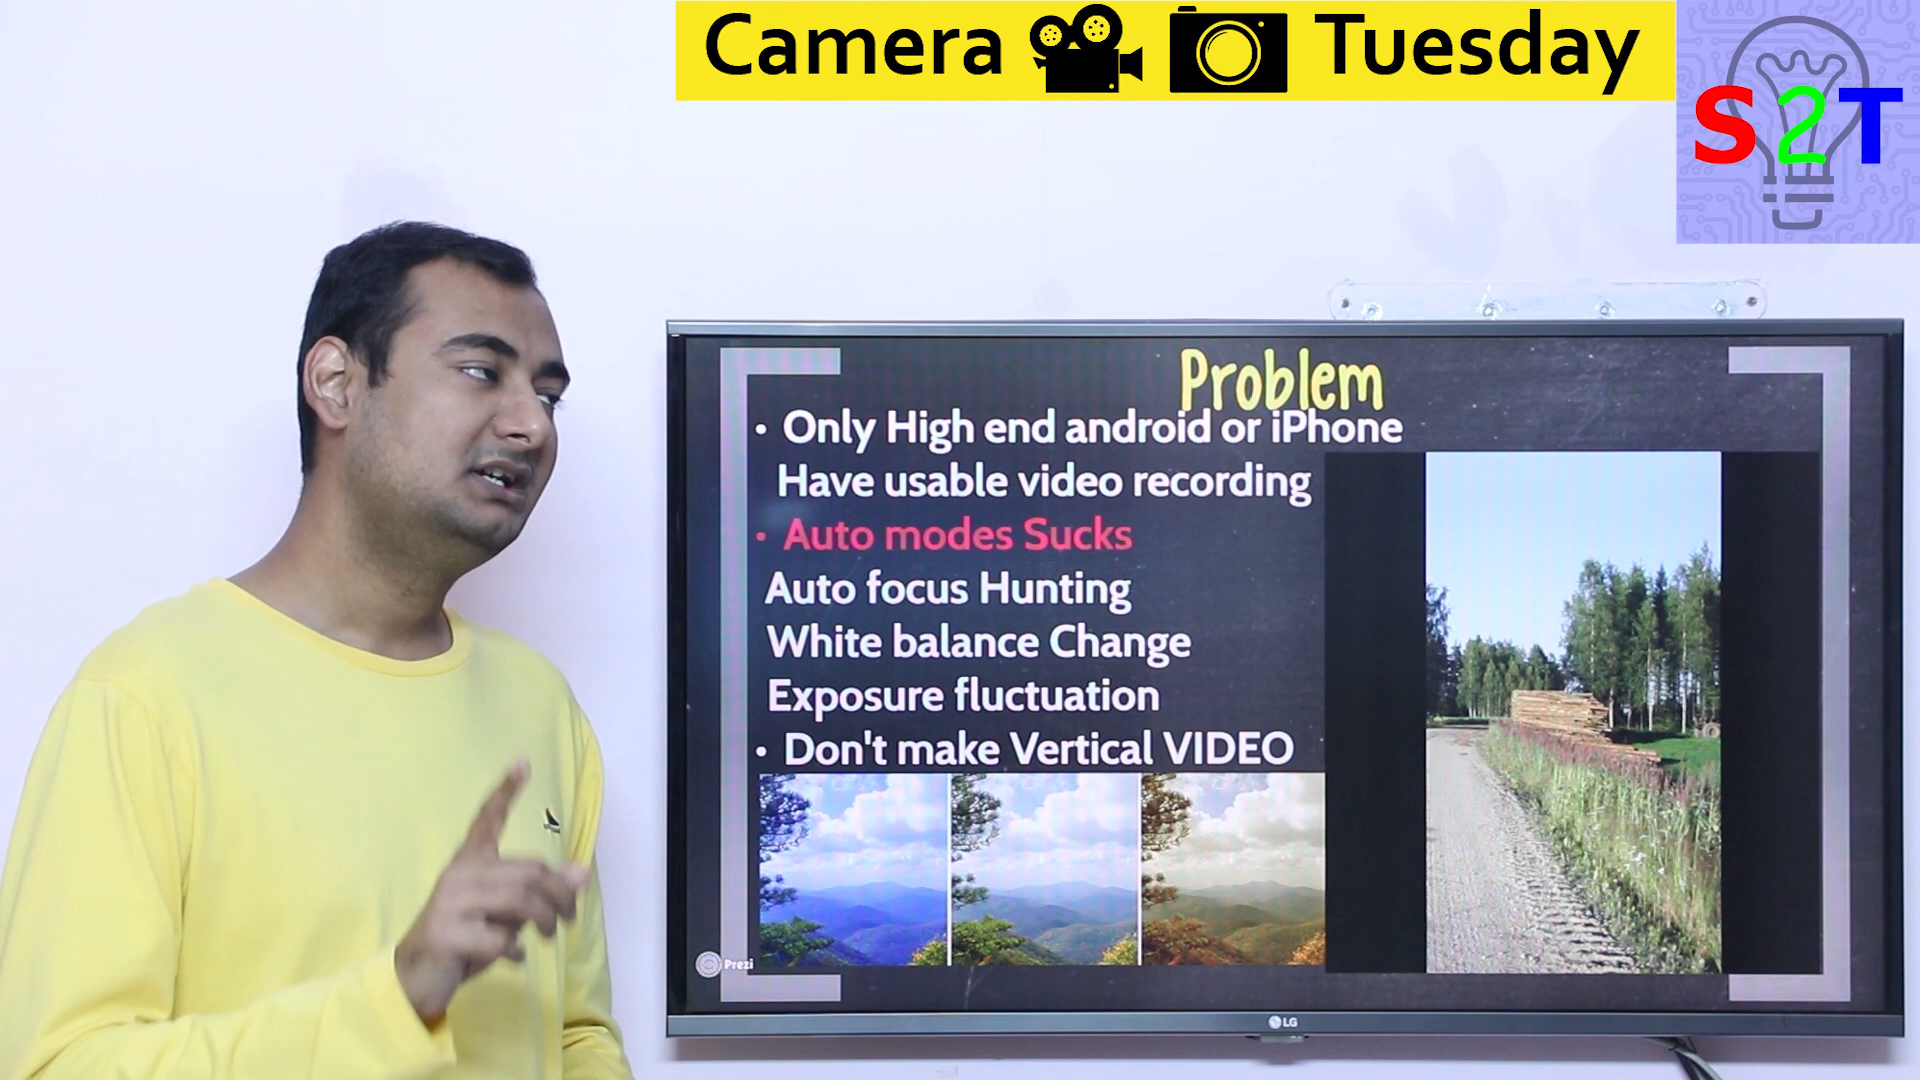 Camera Tuesday
S2T
Problem
• Only High end android or iPhone
Have usable video recording
• Auto modes Sucks
Auto focus Hunting
White balance Change
Exposure fluctuation
• Don't make Vertical VIDEO
Prezi
LG